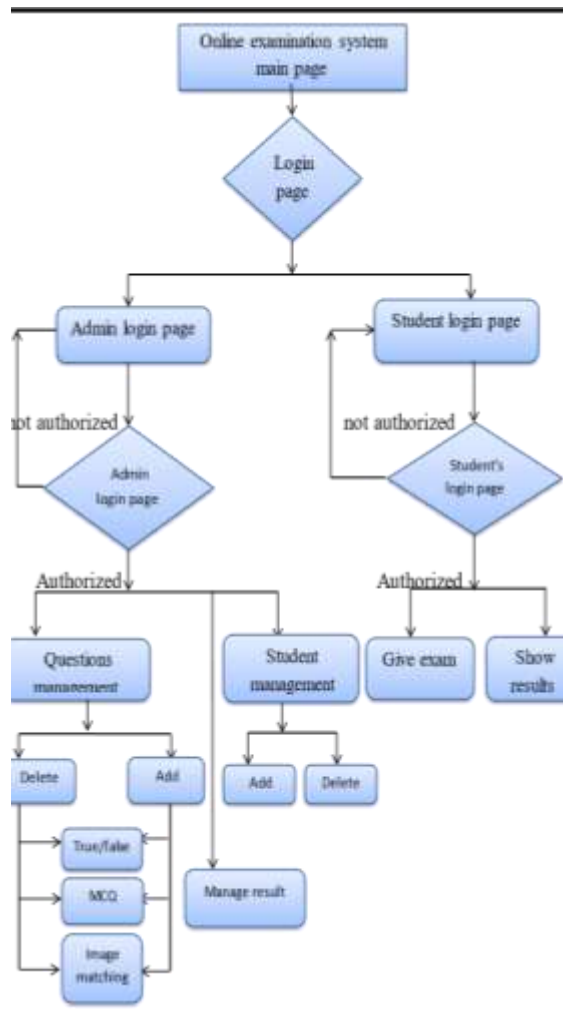 Online examination system
main page
Login
page
Admin login page
Student login page
not authorized
not authorized
Admin
login page
Student's
login page
Authorized
Authorized
Questions
management
Student
management
Give exam
Show
results
Delete
Add
Add
Delete
True/false
MCQ
Manage result
Image
matching